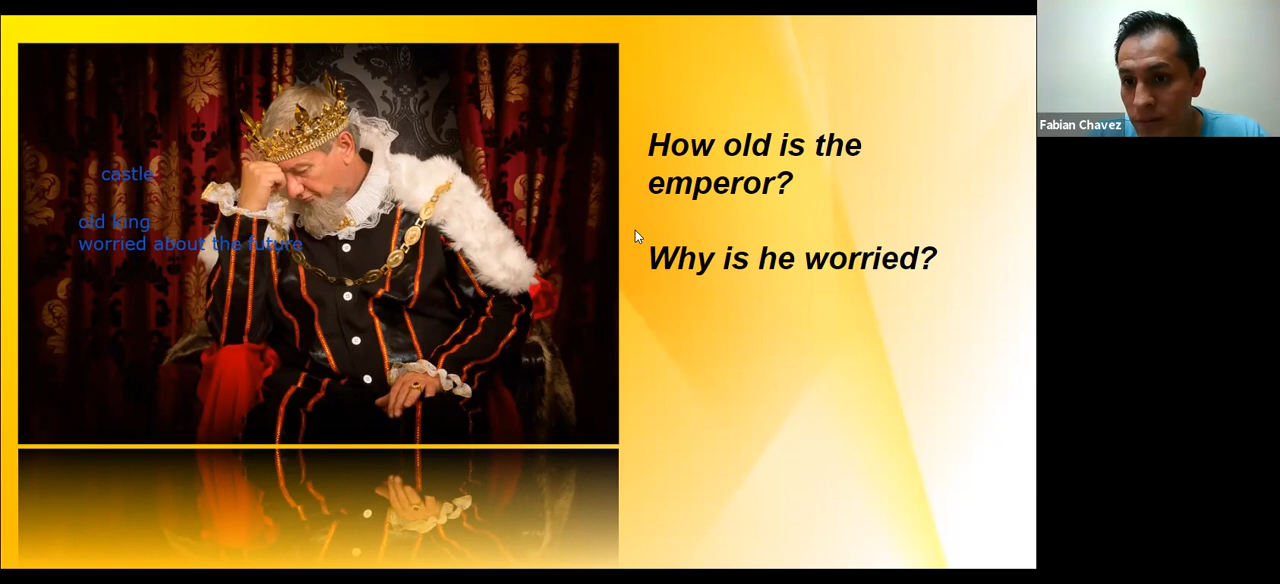 castle
old king
worried about the future
How old is the
emperor?
Why is he worried?
Fabian Chavez